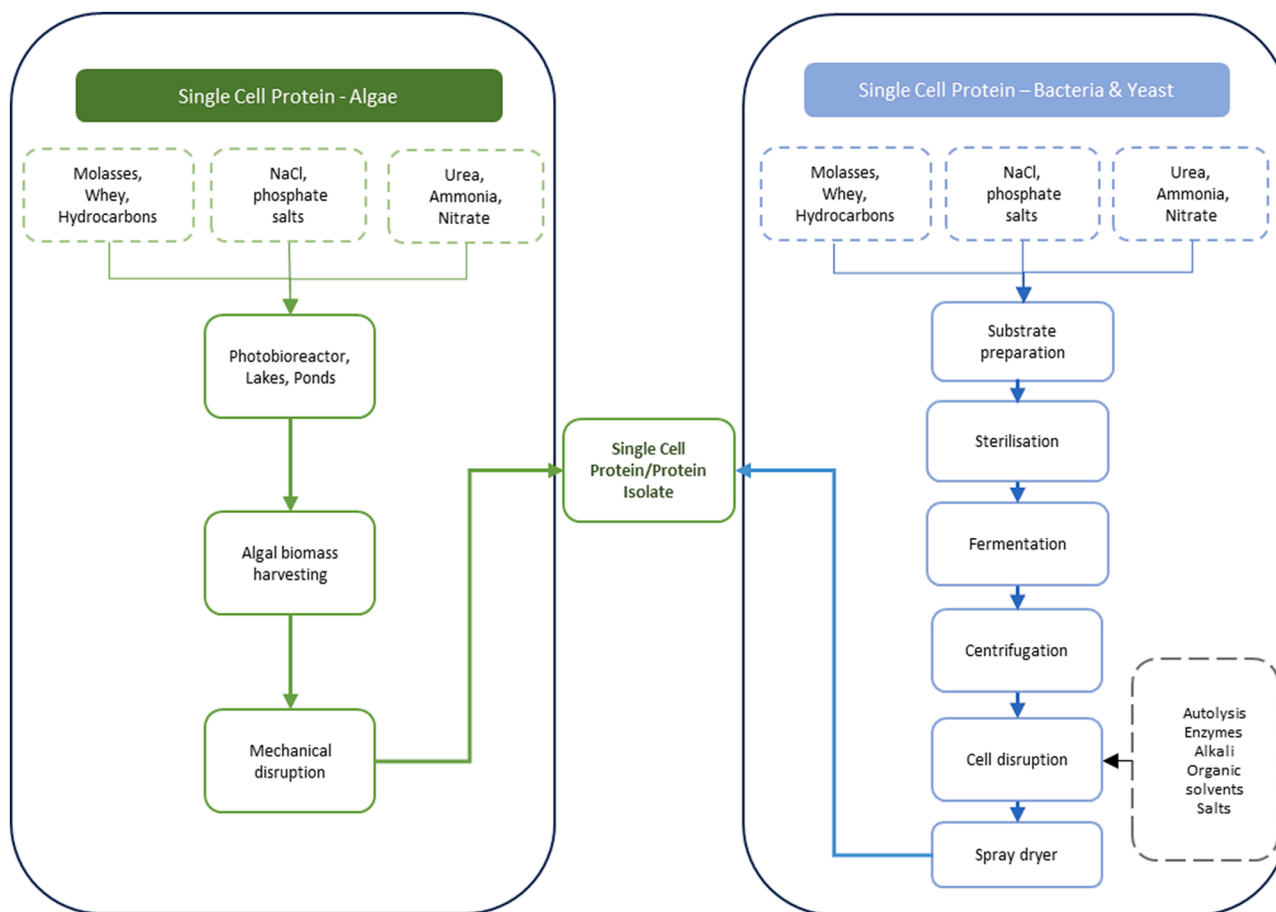 Single Cell Protein - Algae
Molasses,
Whey,
Hydrocarbons
NaCl,
phosphate
salts
Urea,
Ammonia,
Nitrate
Photobioreactor,
Lakes, Ponds
Algal biomass
harvesting
Mechanical
disruption
Single Cell
Protein/Protein
Isolate
Single Cell Protein – Bacteria & Yeast
Molasses,
Whey,
Hydrocarbons
NaCl,
phosphate
salts
Urea,
Ammonia,
Nitrate
Substrate
preparation
Sterilisation
Fermentation
Centrifugation
Cell disruption
Autolysis
Enzymes
Alkali
Organic
solvents
Salts
Spray dryer